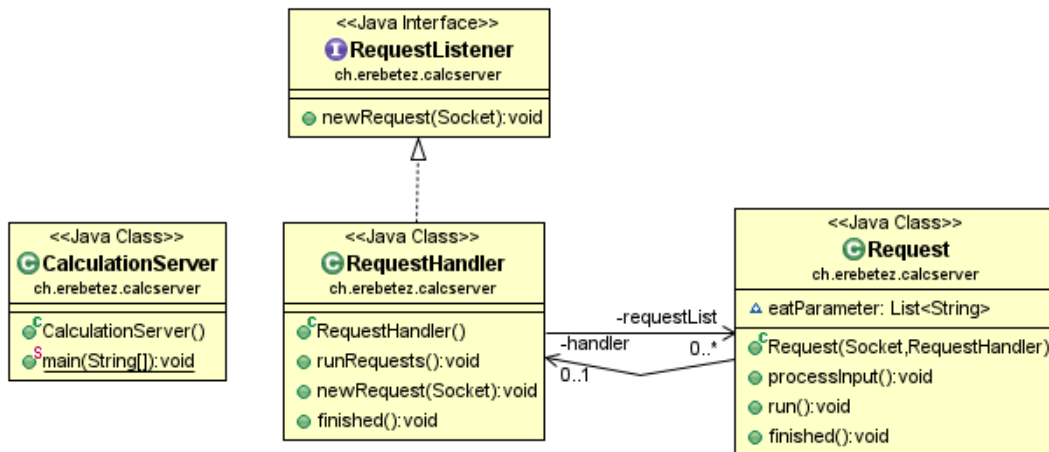 <<Java Interface>>
RequestListener
ch.erebetez.calcserver
newRequest(Socket):void
<<Java Class>>
CalculationServer
ch.erebetez.calcserver
CalculationServer()
main(String[]):void
<<Java Class>>
RequestHandler
ch.erebetez.calcserver
RequestHandler()
runRequests():void
newRequest(Socket):void
finished():void
-requestList
0..*
-handler
0..1
<<Java Class>>
Request
ch.erebetez.calcserver
eatParameter: List<String>
Request(Socket,RequestHandler)
processInput():void
run():void
finished():void